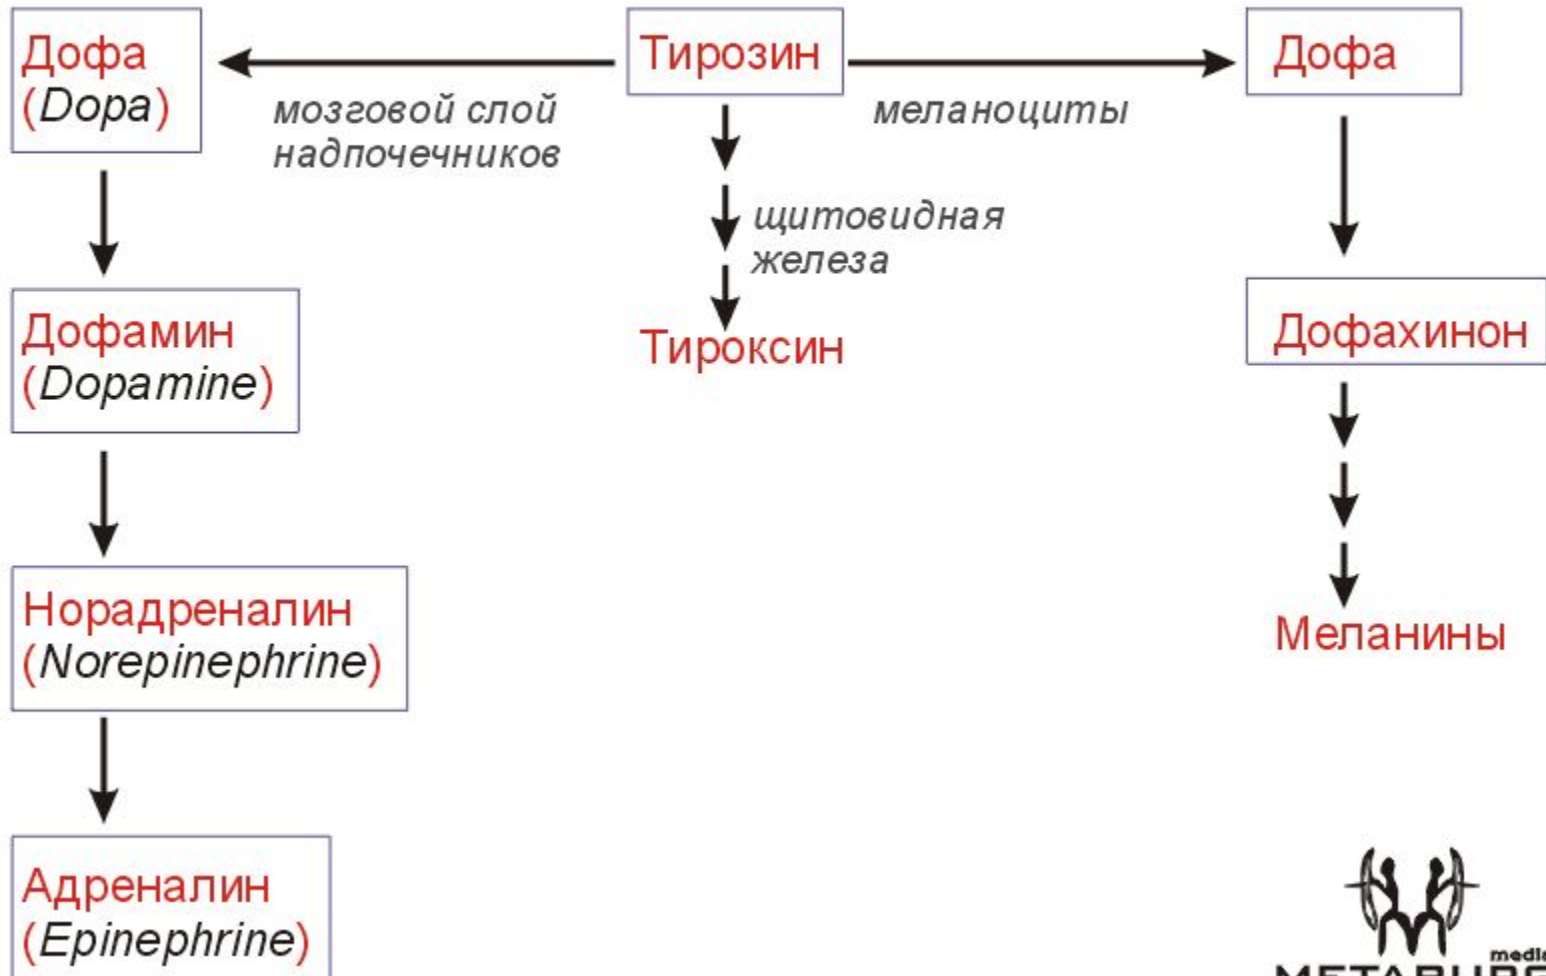 Дофа
(Dopa)
мозговой слой
надпочечников
Тирозин
меланоциты
Дофа
щитовидная
железа
Тироксин
Дофамин
(Dopamine)
Дофахинон
Норадреналин
(Norepinephrine)
Меланины
Адреналин
(Epinephrine)
media